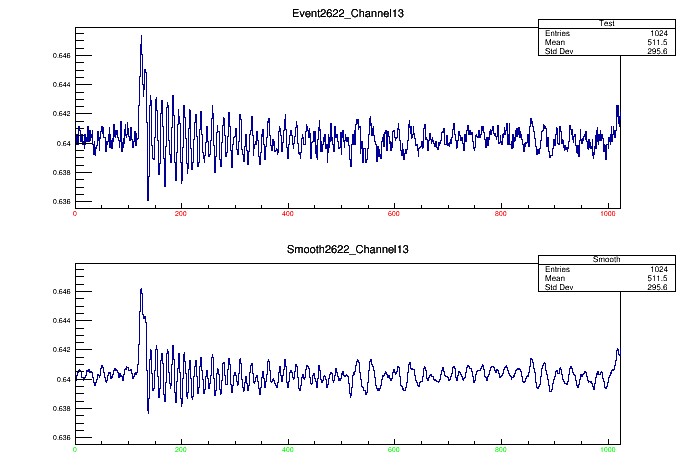 Event2622_Channel13
Test
Entries 1024
Mean 511.5
Std Dev 295.6
0.646
0.644
0.642
0.64
0.638
0.636
0 200 400 600 800 1000
Smooth2622_Channel13
Smooth
Entries 1024
Mean 511.5
Std Dev 295.6
0.646
0.644
0.642
0.64
0.638
0.636
0 200 400 600 800 1000